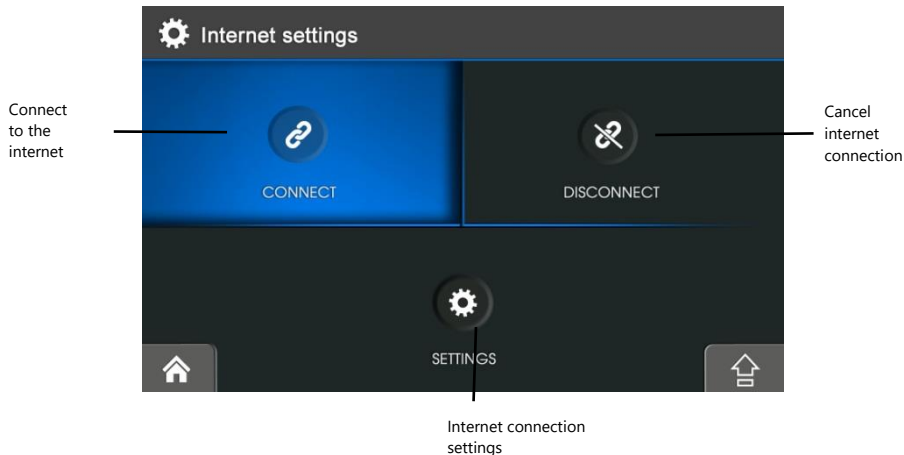 Internet settings
Connect
to the
internet
CONNECT
DISCONNECT
Cancel
internet
connection
SETTINGS
Internet connection
settings